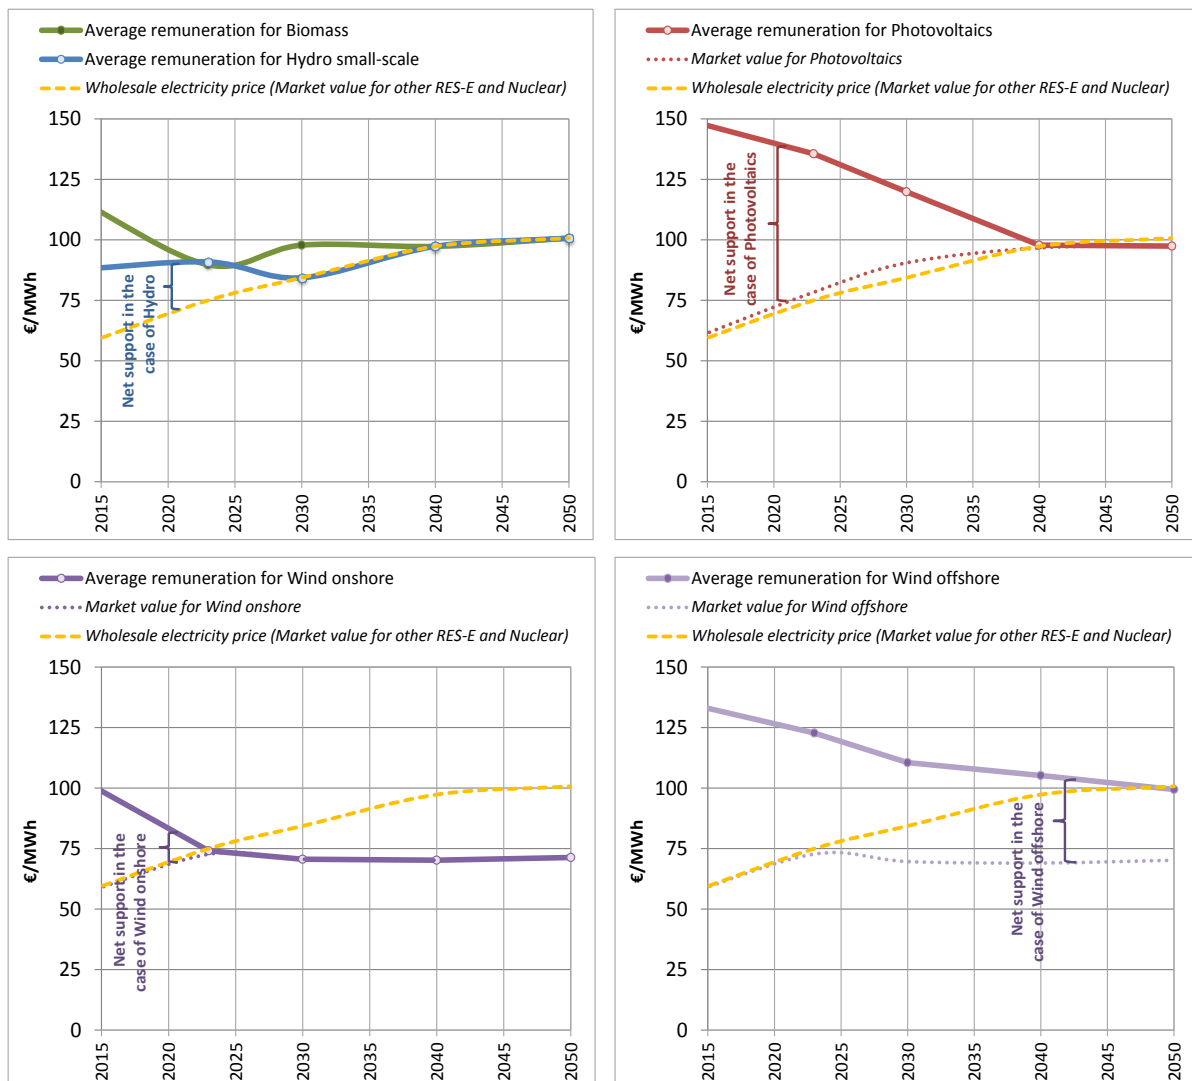 Average remuneration for Biomass
Average remuneration for Hydro small-scale
Wholesale electricity price (Market value for other RES-E and Nuclear)
150
125
100
75
50
25
0
€/MWh
Net support in the
case of Hydro
2015
2020
2025
2030
2035
2040
2045
2050
Average remuneration for Photovoltaics
Market value for Photovoltaics
Wholesale electricity price (Market value for other RES-E and Nuclear)
150
125
100
75
50
25
0
€/MWh
Net support in the
case of Photovoltaics
2015
2020
2025
2030
2035
2040
2045
2050
Average remuneration for Wind onshore
Market value for Wind onshore
Wholesale electricity price (Market value for other RES-E and Nuclear)
150
125
100
75
50
25
0
€/MWh
Net support in the
case of Wind onshore
2015
2020
2025
2030
2035
2040
2045
2050
Average remuneration for Wind offshore
Market value for Wind offshore
Wholesale electricity price (Market value for other RES-E and Nuclear)
150
125
100
75
50
25
0
€/MWh
Net support in the
case of Wind offshore
2015
2020
2025
2030
2035
2040
2045
2050